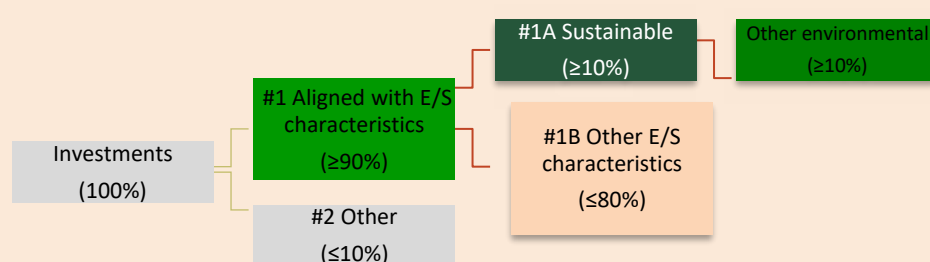 Investments
(100%)
#1 Aligned with E/S
characteristics
(≥90%)
#2 Other
(≤10%)
#1A Sustainable
(≥10%)
#1B Other E/S
characteristics
(≤80%)
Other environmental
(≥10%)